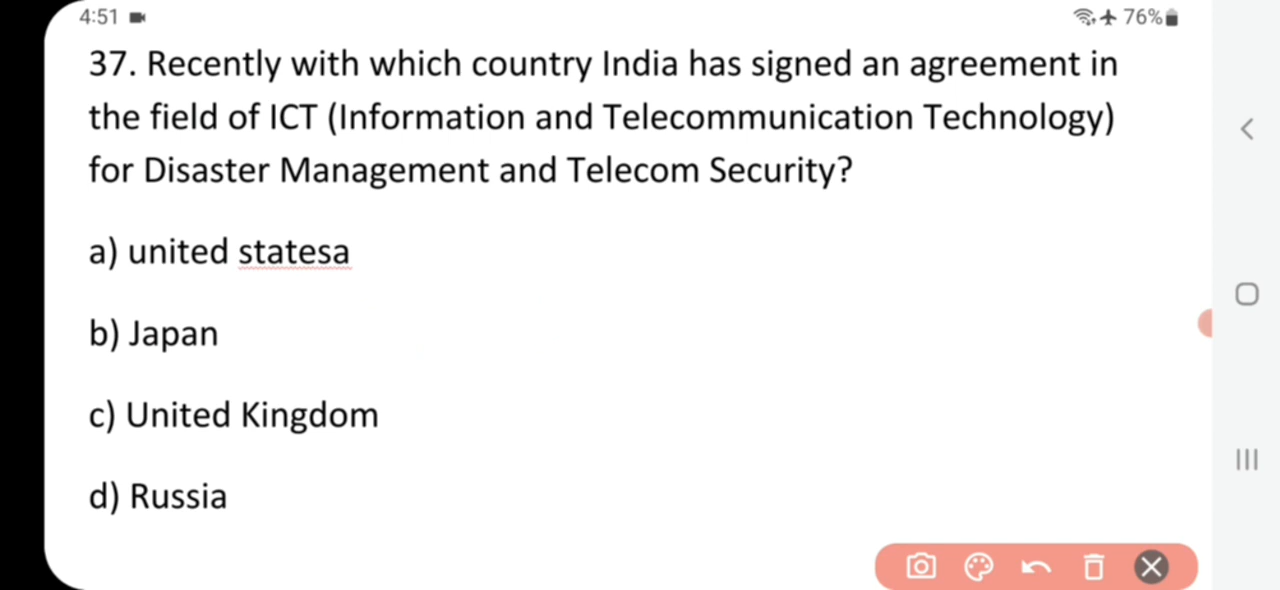 4:51
76%
37. Recently with which country India has signed an agreement in
the field of ICT (Information and Telecommunication Technology)
for Disaster Management and Telecom Security?
a) united statesa
b) Japan
c) United Kingdom
d) Russia